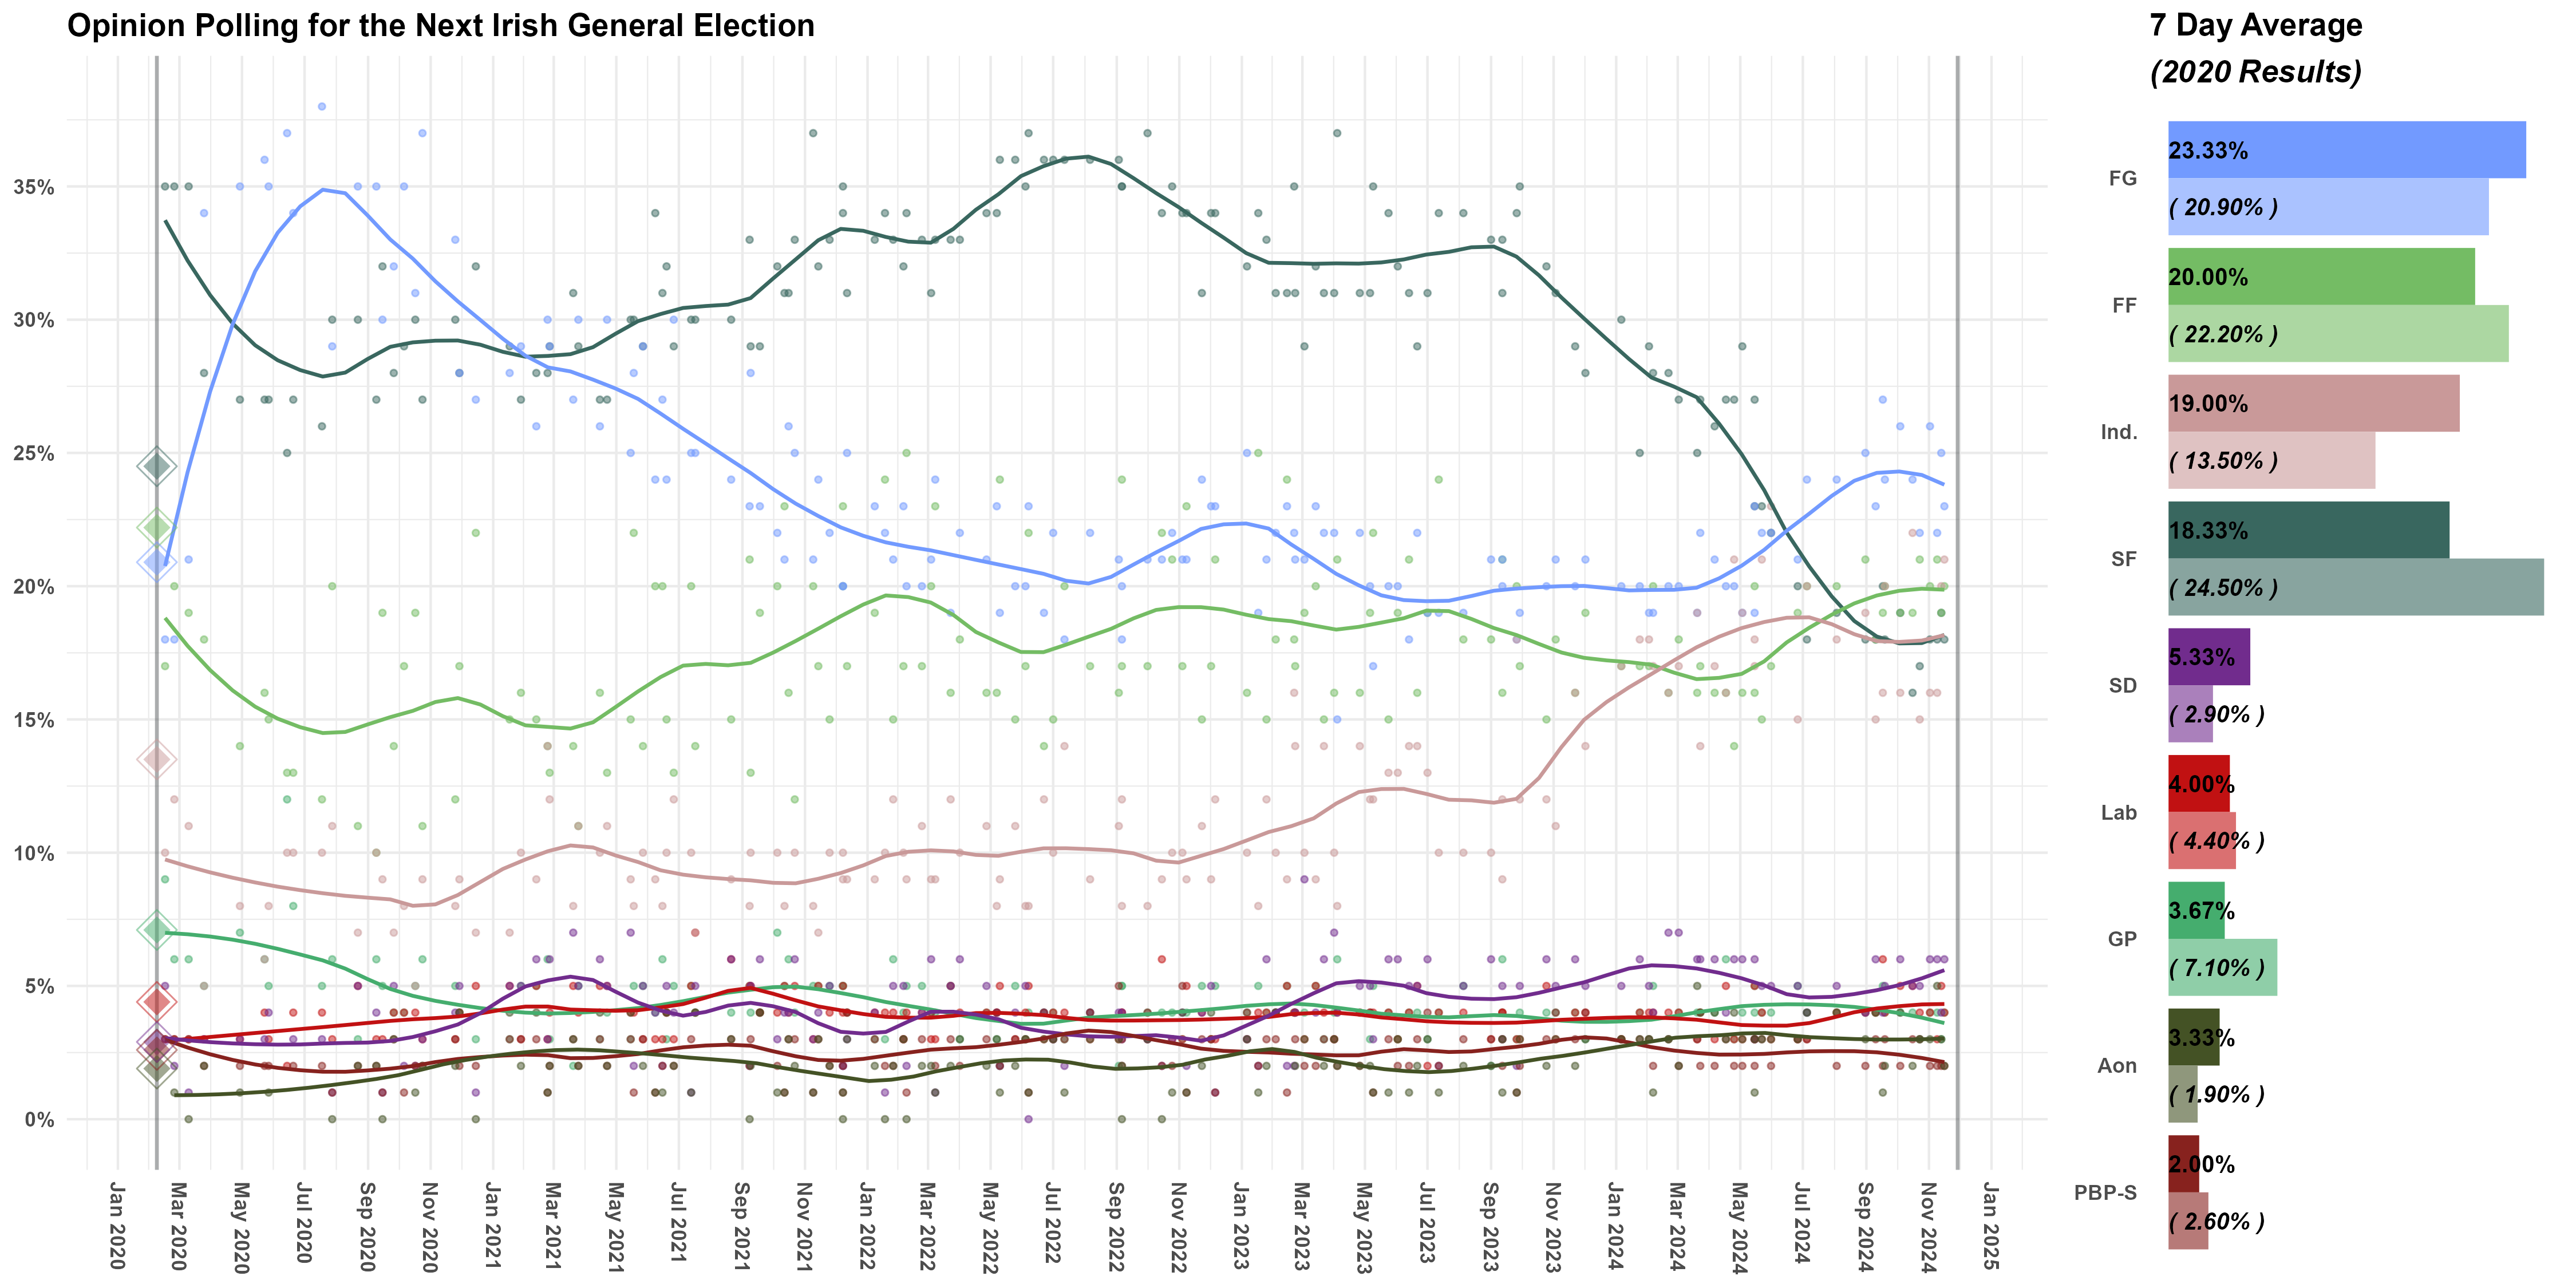 Opinion Polling for the Next Irish General Election
7 Day Average
(2020 Results)
35%
30%
25%
20%
15%
10%
5%
0%
Jan 2020
Mar 2020
May 2020
Jul 2020
Sep 2020
Nov 2020
Jan 2021
Mar 2021
May 2021
Jul 2021
Sep 2021
Nov 2021
Jan 2022
Mar 2022
May 2022
Jul 2022
Sep 2022
Nov 2022
Jan 2023
Mar 2023
May 2023
Jul 2023
Sep 2023
Nov 2023
Jan 2024
Mar 2024
May 2024
Jul 2024
Sep 2024
Nov 2024
Jan 2025
FG
23.33%
( 20.90% )
FF
20.00%
( 22.20% )
Ind.
19.00%
( 13.50% )
SF
18.33%
( 24.50% )
SD
5.33%
( 2.90% )
Lab
4.00%
( 4.40% )
GP
3.67%
( 7.10% )
Aon
3.33%
( 1.90% )
PBP-S
2.00%
( 2.60% )